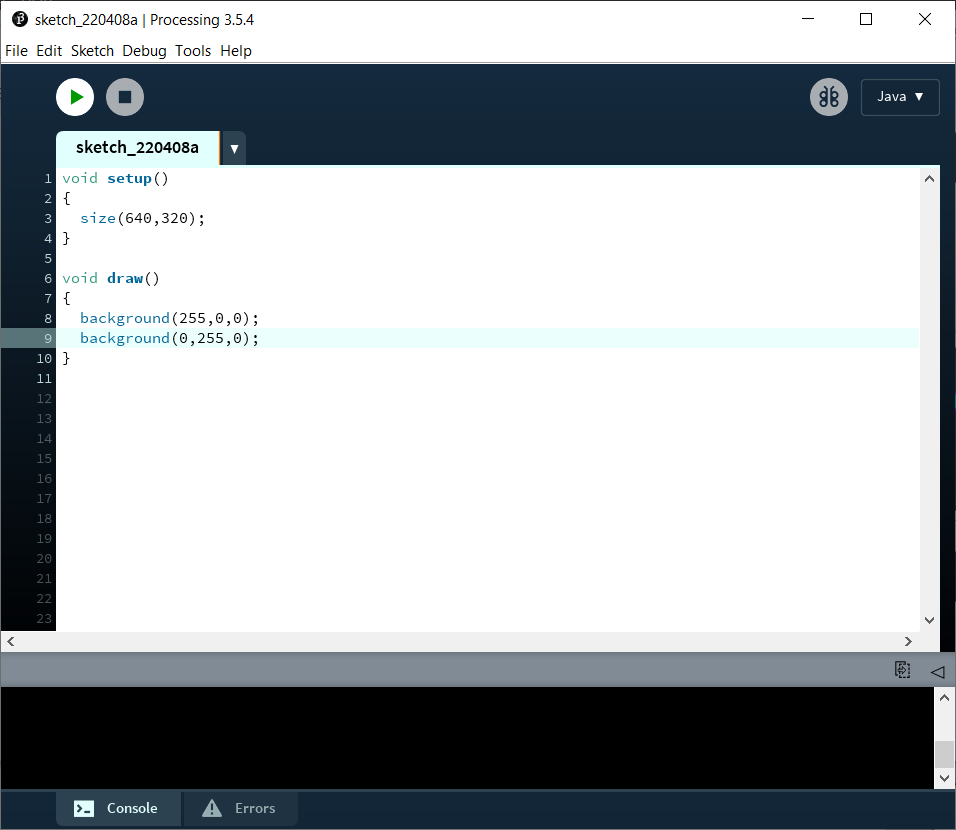 sketch_220408a | Processing 3.5.4
File Edit Sketch Debug Tools Help
Java ▼
sketch_220408a ▼
1 void setup()
2 {
3   size(640,320);
4 }
5
6 void draw()
7 {
8   background(255,0,0);
9   background(0,255,0);
10 }
11
12
13
14
15
16
17
18
19
20
21
22
23
Console Errors